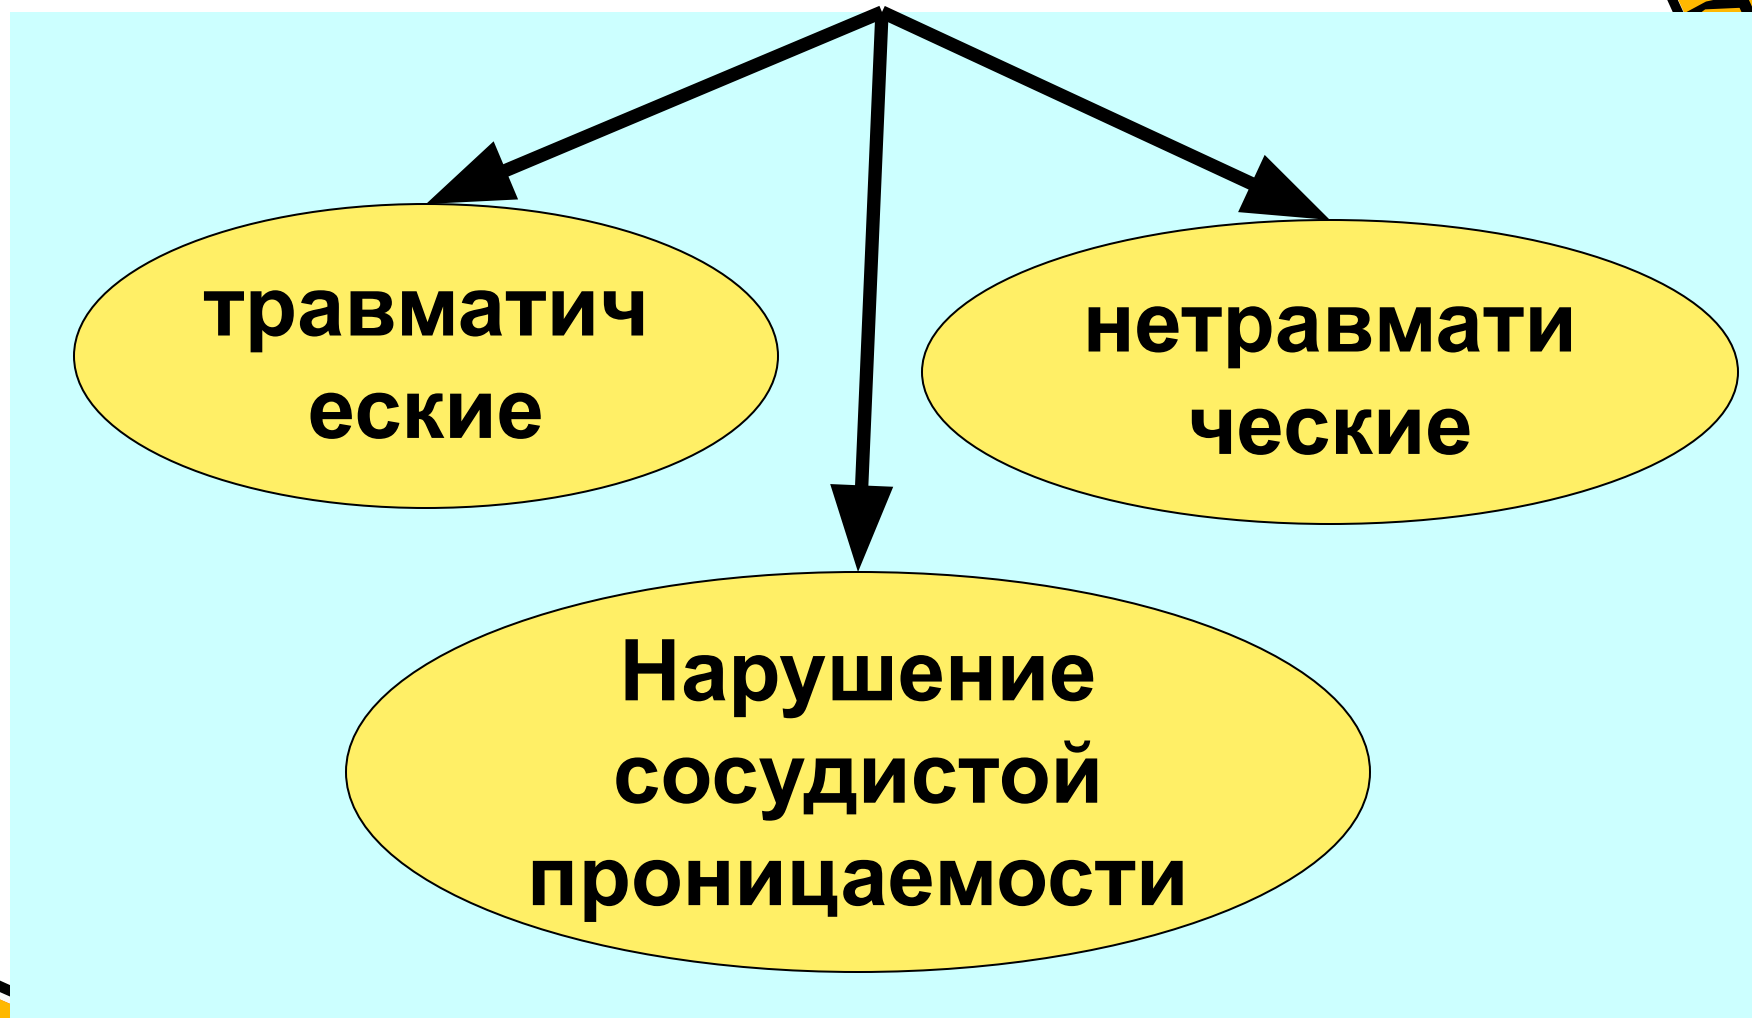 травматич
еские
нетравмати
ческие
Нарушение
сосудистой
проницаемости